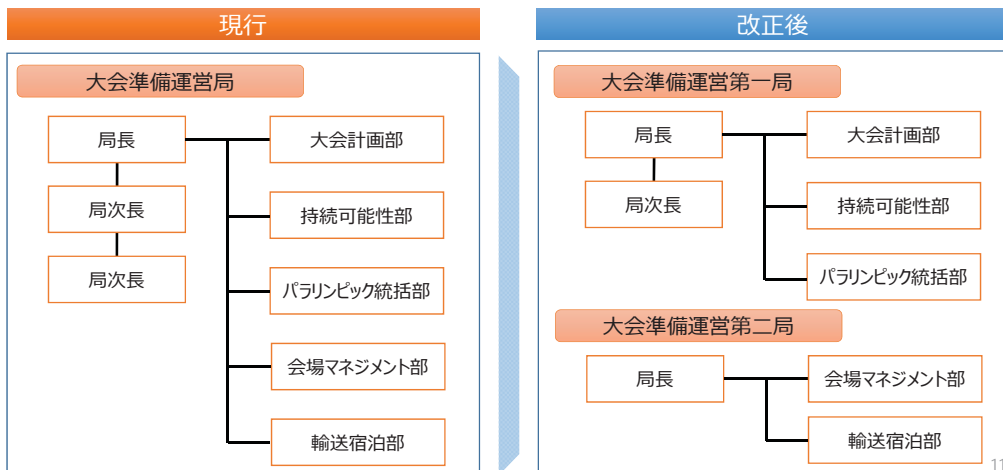 現行
大会準備運営局
局長
大会計画部
局次長
持続可能性部
局次長
パラリンピック統括部
会場マネジメント部
輸送宿泊部
改正後
大会準備運営第一局
局長
大会計画部
局次長
持続可能性部
パラリンピック統括部
大会準備運営第二局
局長
会場マネジメント部
輸送宿泊部
11